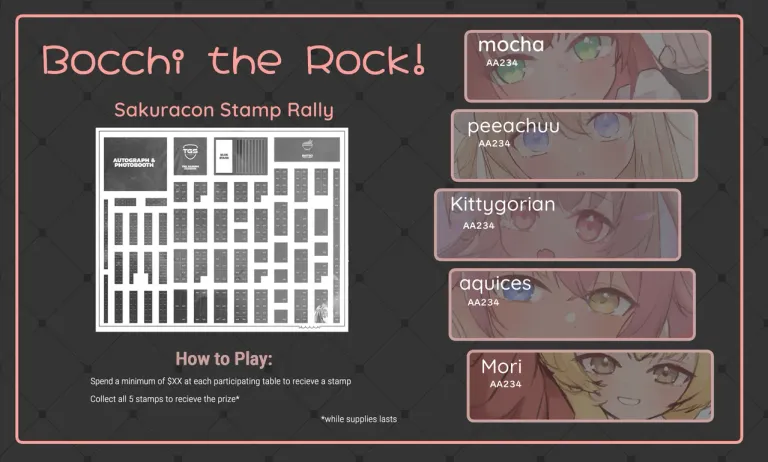 Bocchi the Rock!
Sakuracon Stamp Rally
AUTOGRAPH &
PHOTOBOOTH
TGS
How to Play:
Spend a minimum of $XX at each participating table to recieve a stamp
Collect all 5 stamps to recieve the prize*
*while supplies lasts
mocha
AA234
peeachuu
AA234
Kittygorian
AA234
aquices
AA234
Mori
AA234